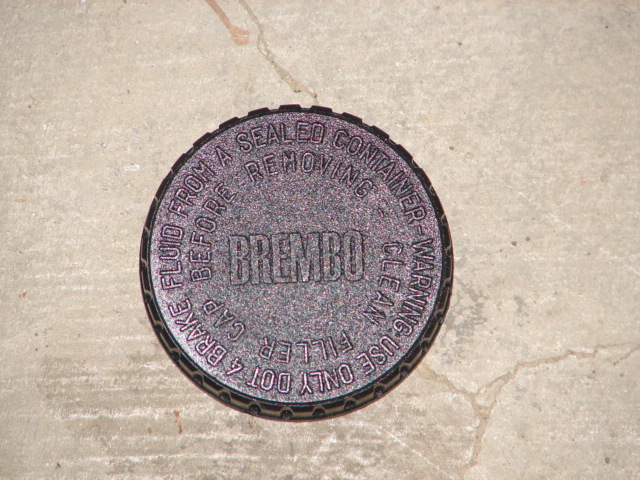 WARNING-USE ONLY DOT 4 BRAKE FLUID FROM A SEALED CONTAINER-
CLEAN FILLER CAP BEFORE REMOVING -
BREMBO